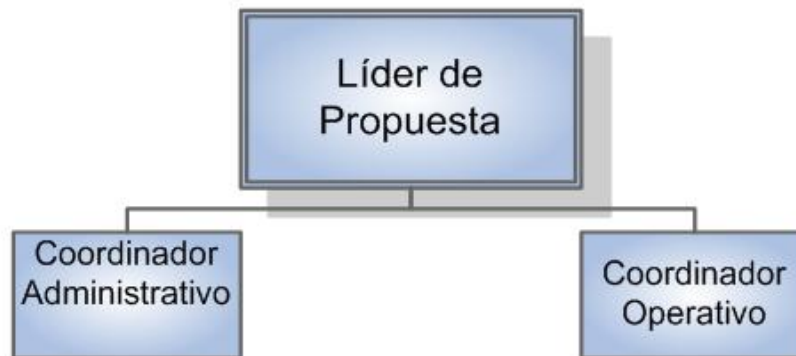 Líder de
Propuesta
Coordinador
Administrativo
Coordinador
Operativo